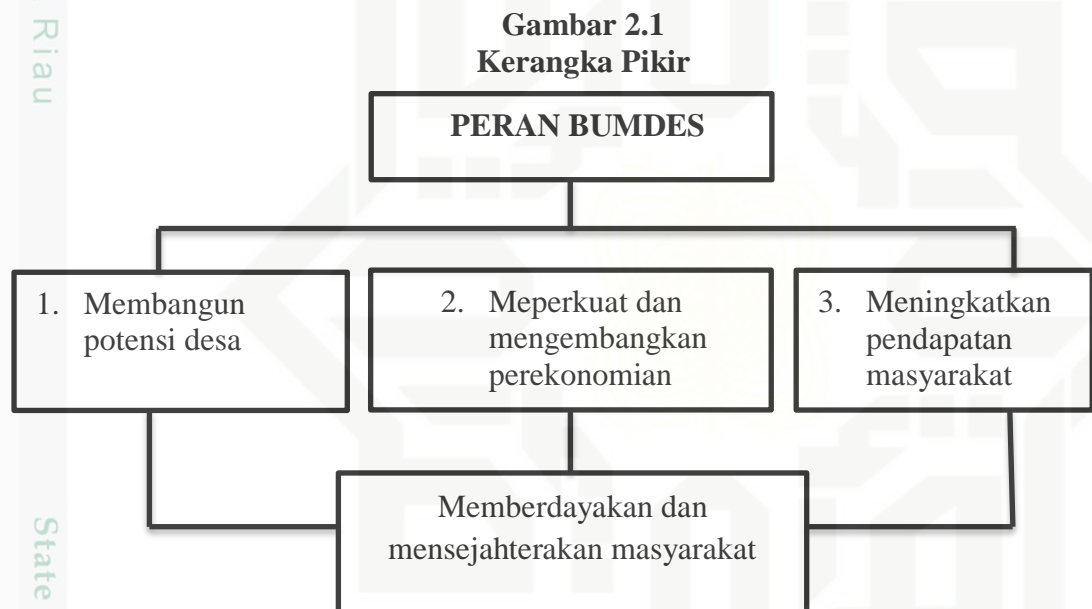 Riau
Gambar 2.1
Kerangka Pikir
PERAN BUMDES
1. Membangun
potensi desa
2. Meperkuat dan
mengembangkan
perekonomian
3. Meningkatkan
pendapatan
masyarakat
Memberdayakan dan
mensejahterakan masyarakat
State